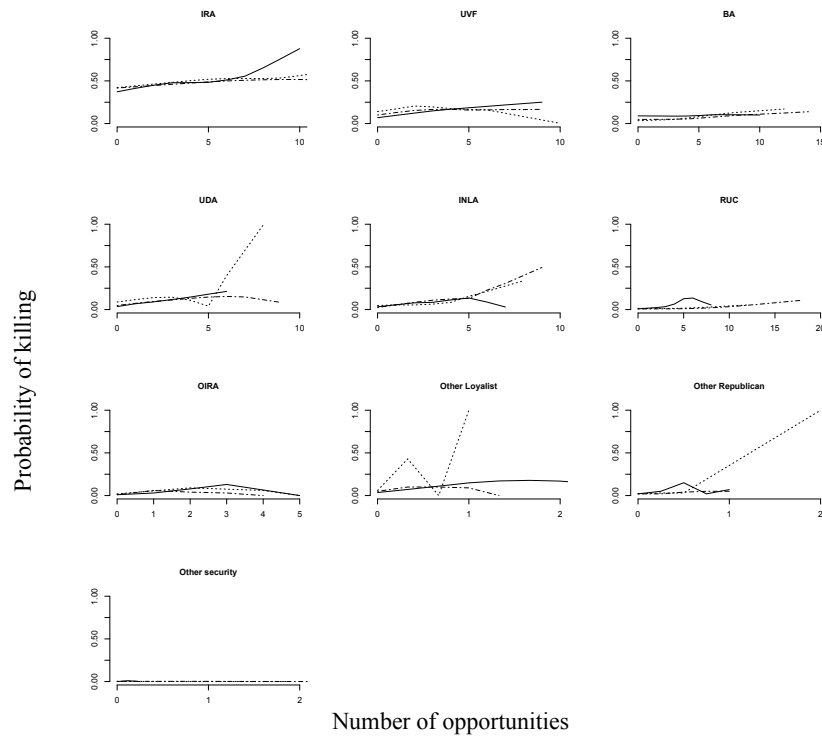 IRA
UVF
BA
1.00
0.50
0.00
0 5 10
1.00
0.50
0.00
0 5 10
1.00
0.50
0.00
0 5 10 15
UDA
INLA
RUC
1.00
0.50
0.00
0 5 10
1.00
0.50
0.00
0 5 10
1.00
0.50
0.00
0 5 10 15 20
Probability of killing
OIRA
Other Loyalist
Other Republican
1.00
0.50
0.00
0 1 2 3 4 5
1.00
0.50
0.00
0 1 2
1.00
0.50
0.00
0 1 2
Other security
1.00
0.50
0.00
0 1 2
Number of opportunities